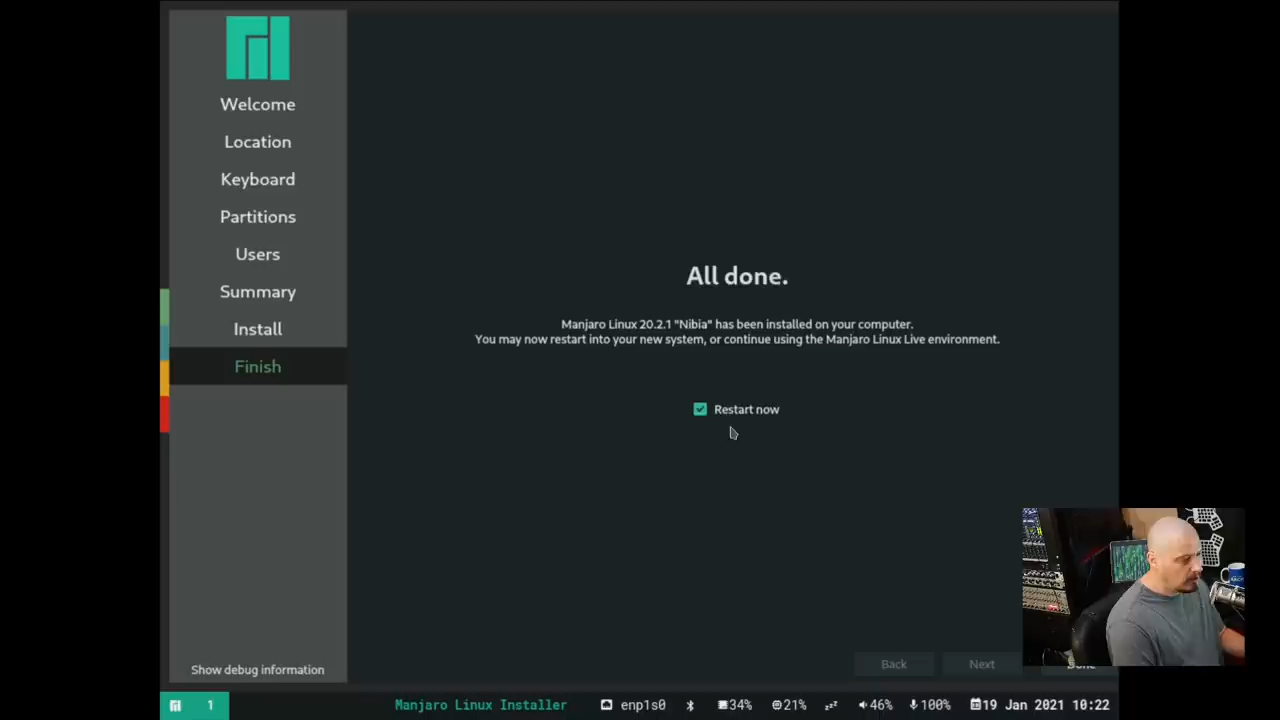 Welcome
Location
Keyboard
Partitions
Users
Summary
Install
Finish
Show debug information
All done.
Manjaro Linux 20.2.1 "Nibia" has been installed on your computer.
You may now restart into your new system, or continue using the Manjaro Linux Live environment.
Restart now
Back
Next
Done
1
Manjaro Linux Installer
enp1s0
34%
21%
zzz
46%
100%
19 Jan 2021 10:22